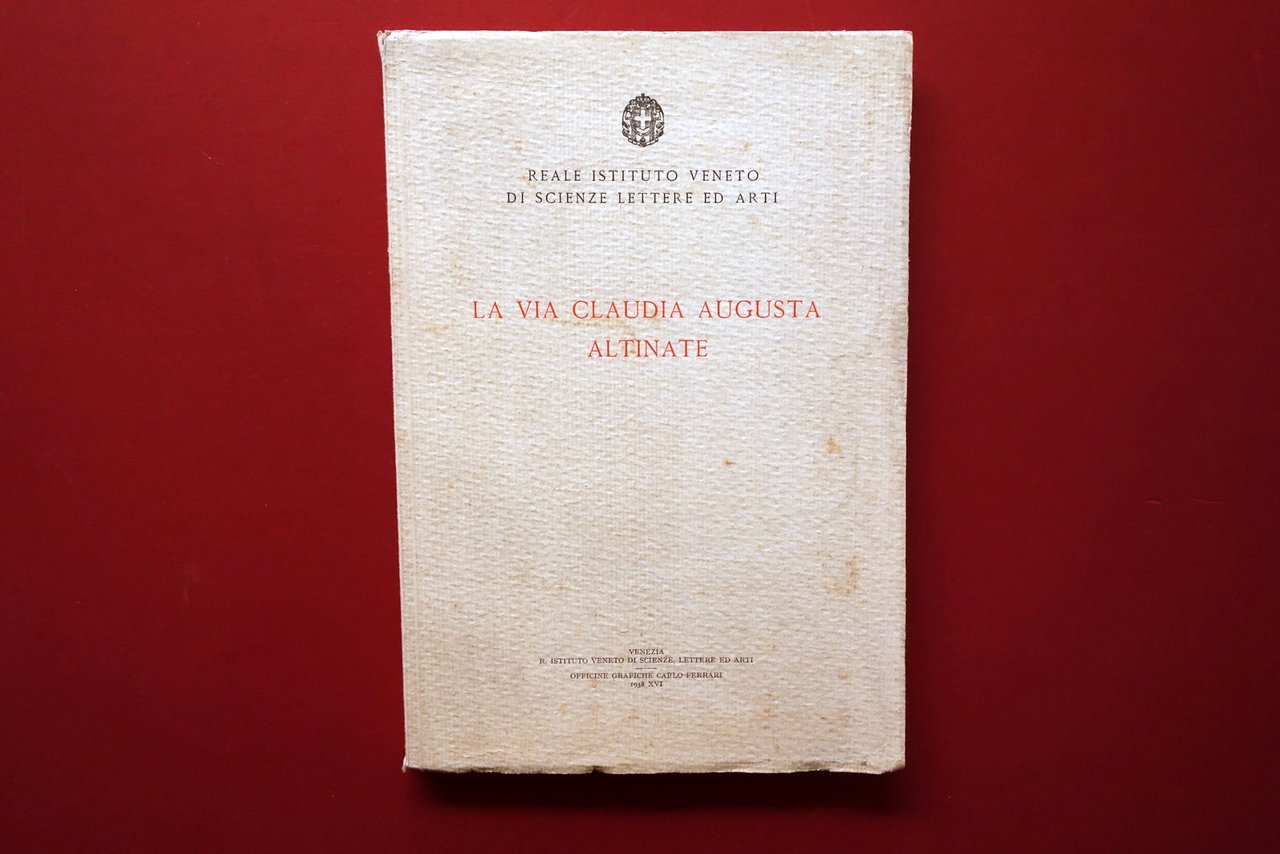 REALE ISTITUTO VENETO
DI SCIENZE LETTERE ED ARTI
LA VIA CLAUDIA AUGUSTA
ALTINATE
VENEZIA
R. ISTITUTO VENETO DI SCIENZE, LETTERE ED ARTI
OFFICINE GRAFICHE CARLO FERRARI
1938 XVI